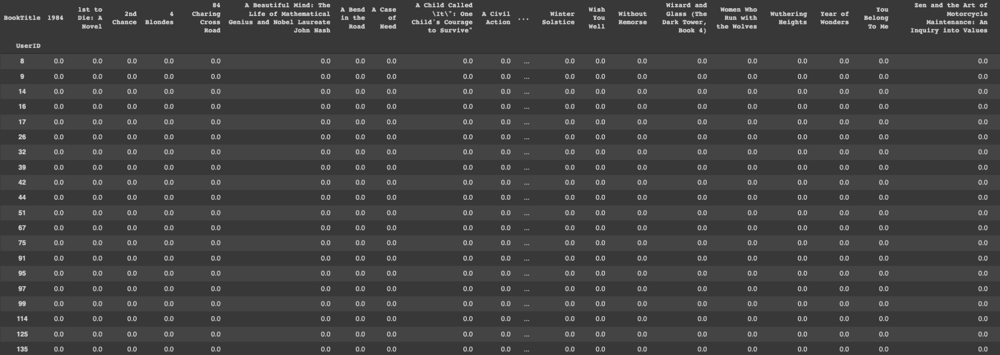 BookTitle 1984 1st to Die: A Novel 2nd Chance 4 Blondes 84 Charing Cross Road A Beautiful Mind: The Life of Mathematical Genius and Nobel Laureate John Nash A Bend in the Road A Case of Need A Child Called \It\": One Child's Courage to Survive" A Civil Action ... Winter Solstice Wish You Well Without Remorse Wizard and Glass (The Dark Tower, Book 4) Women Who Run with the Wolves Wuthering Heights Year of Wonders You Belong To Me Zen and the Art of Motorcycle Maintenance: An Inquiry into Values
UserID
8 0.0 0.0 0.0 0.0 0.0 0.0 0.0 0.0 0.0 0.0 ... 0.0 0.0 0.0 0.0 0.0 0.0 0.0 0.0 0.0
9 0.0 0.0 0.0 0.0 0.0 0.0 0.0 0.0 0.0 0.0 ... 0.0 0.0 0.0 0.0 0.0 0.0 0.0 0.0 0.0
14 0.0 0.0 0.0 0.0 0.0 0.0 0.0 0.0 0.0 0.0 ... 0.0 0.0 0.0 0.0 0.0 0.0 0.0 0.0 0.0
16 0.0 0.0 0.0 0.0 0.0 0.0 0.0 0.0 0.0 0.0 ... 0.0 0.0 0.0 0.0 0.0 0.0 0.0 0.0 0.0
17 0.0 0.0 0.0 0.0 0.0 0.0 0.0 0.0 0.0 0.0 ... 0.0 0.0 0.0 0.0 0.0 0.0 0.0 0.0 0.0
26 0.0 0.0 0.0 0.0 0.0 0.0 0.0 0.0 0.0 0.0 ... 0.0 0.0 0.0 0.0 0.0 0.0 0.0 0.0 0.0
32 0.0 0.0 0.0 0.0 0.0 0.0 0.0 0.0 0.0 0.0 ... 0.0 0.0 0.0 0.0 0.0 0.0 0.0 0.0 0.0
39 0.0 0.0 0.0 0.0 0.0 0.0 0.0 0.0 0.0 0.0 ... 0.0 0.0 0.0 0.0 0.0 0.0 0.0 0.0 0.0
42 0.0 0.0 0.0 0.0 0.0 0.0 0.0 0.0 0.0 0.0 ... 0.0 0.0 0.0 0.0 0.0 0.0 0.0 0.0 0.0
44 0.0 0.0 0.0 0.0 0.0 0.0 0.0 0.0 0.0 0.0 ... 0.0 0.0 0.0 0.0 0.0 0.0 0.0 0.0 0.0
51 0.0 0.0 0.0 0.0 0.0 0.0 0.0 0.0 0.0 0.0 ... 0.0 0.0 0.0 0.0 0.0 0.0 0.0 0.0 0.0
67 0.0 0.0 0.0 0.0 0.0 0.0 0.0 0.0 0.0 0.0 ... 0.0 0.0 0.0 0.0 0.0 0.0 0.0 0.0 0.0
75 0.0 0.0 0.0 0.0 0.0 0.0 0.0 0.0 0.0 0.0 ... 0.0 0.0 0.0 0.0 0.0 0.0 0.0 0.0 0.0
91 0.0 0.0 0.0 0.0 0.0 0.0 0.0 0.0 0.0 0.0 ... 0.0 0.0 0.0 0.0 0.0 0.0 0.0 0.0 0.0
95 0.0 0.0 0.0 0.0 0.0 0.0 0.0 0.0 0.0 0.0 ... 0.0 0.0 0.0 0.0 0.0 0.0 0.0 0.0 0.0
97 0.0 0.0 0.0 0.0 0.0 0.0 0.0 0.0 0.0 0.0 ... 0.0 0.0 0.0 0.0 0.0 0.0 0.0 0.0 0.0
99 0.0 0.0 0.0 0.0 0.0 0.0 0.0 0.0 0.0 0.0 ... 0.0 0.0 0.0 0.0 0.0 0.0 0.0 0.0 0.0
114 0.0 0.0 0.0 0.0 0.0 0.0 0.0 0.0 0.0 0.0 ... 0.0 0.0 0.0 0.0 0.0 0.0 0.0 0.0 0.0
125 0.0 0.0 0.0 0.0 0.0 0.0 0.0 0.0 0.0 0.0 ... 0.0 0.0 0.0 0.0 0.0 0.0 0.0 0.0 0.0
135 0.0 0.0 0.0 0.0 0.0 0.0 0.0 0.0 0.0 0.0 ... 0.0 0.0 0.0 0.0 0.0 0.0 0.0 0.0 0.0